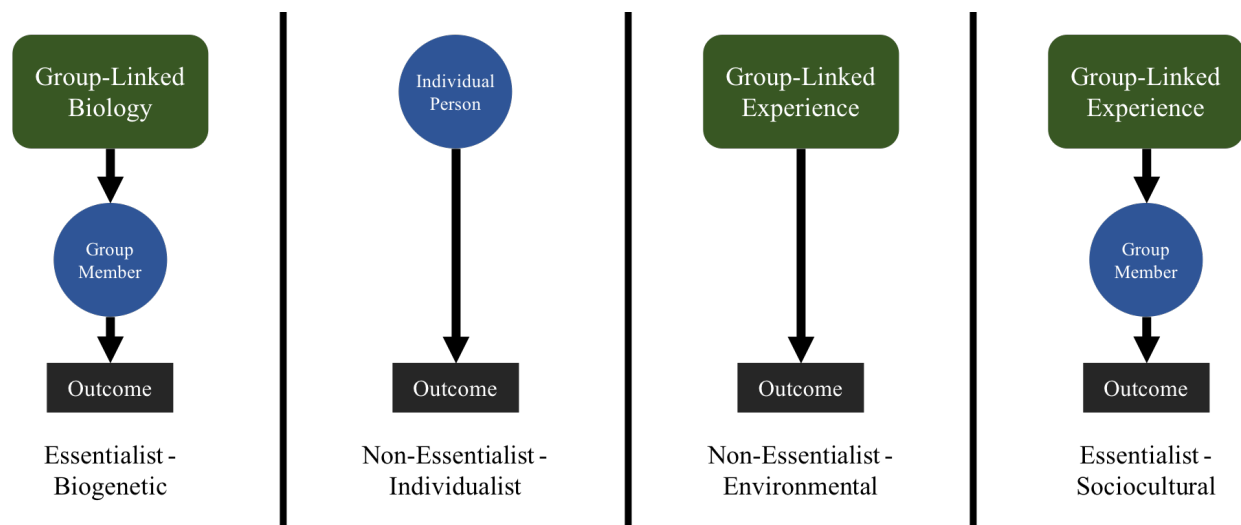 Group-Linked
Biology
Group
Member
Outcome
Essentialist -
Biogenetic
Individual
Person
Outcome
Non-Essentialist -
Individualist
Group-Linked
Experience
Outcome
Non-Essentialist -
Environmental
Group-Linked
Experience
Group
Member
Outcome
Essentialist -
Sociocultural